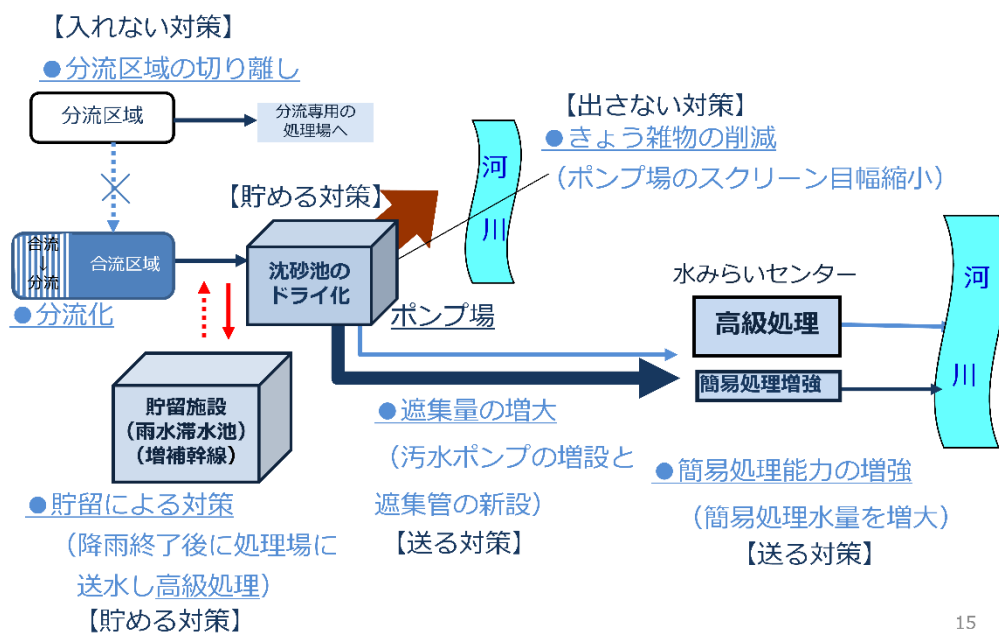 【入れない対策】
●分流区域の切り離し
分流区域
分流専用の
処理場へ
【出さない対策】
●きょう雑物の削減
(ポンプ場のスクリーン目幅縮小)
河
川
【貯める対策】
合流
↓
分流
合流区域
●分流化
沈砂池の
ドライ化
ポンプ場
水みらいセンター
高級処理
簡易処理増強
河
川
貯留施設
(雨水滞水池)
(増補幹線)
●貯留による対策
(降雨終了後に処理場に
送水し高級処理)
【貯める対策】
●遮集量の増大
(汚水ポンプの増設と
遮集管の新設)
【送る対策】
●簡易処理能力の増強
(簡易処理水量を増大)
【送る対策】
15